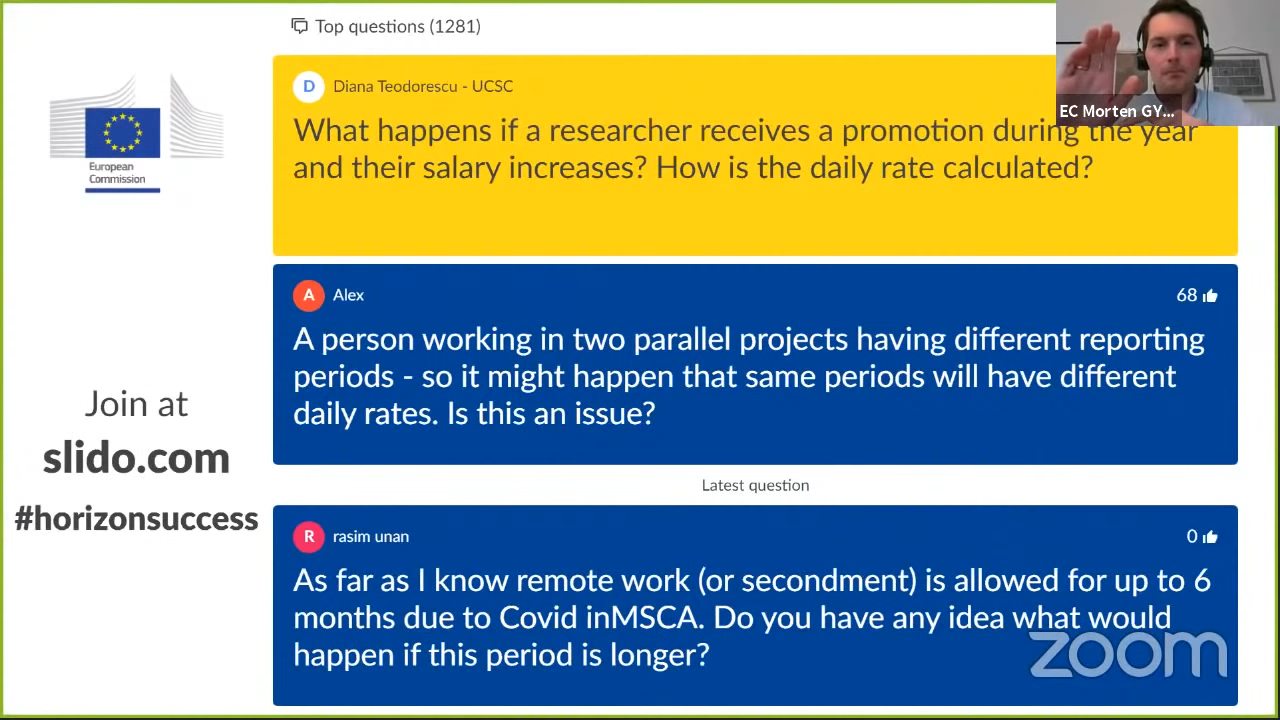 Top questions (1281)
D Diana Teodorescu - UCSC
What happens if a researcher receives a promotion during the year
and their salary increases? How is the daily rate calculated?
EC Morten GY...
European
Commission
A Alex
68
A person working in two parallel projects having different reporting
periods - so it might happen that same periods will have different
daily rates. Is this an issue?
Join at
slido.com
#horizonsuccess
Latest question
R rasim unan
0
As far as I know remote work (or secondment) is allowed for up to 6
months due to Covid inMSCA. Do you have any idea what would
happen if this period is longer?
zoom